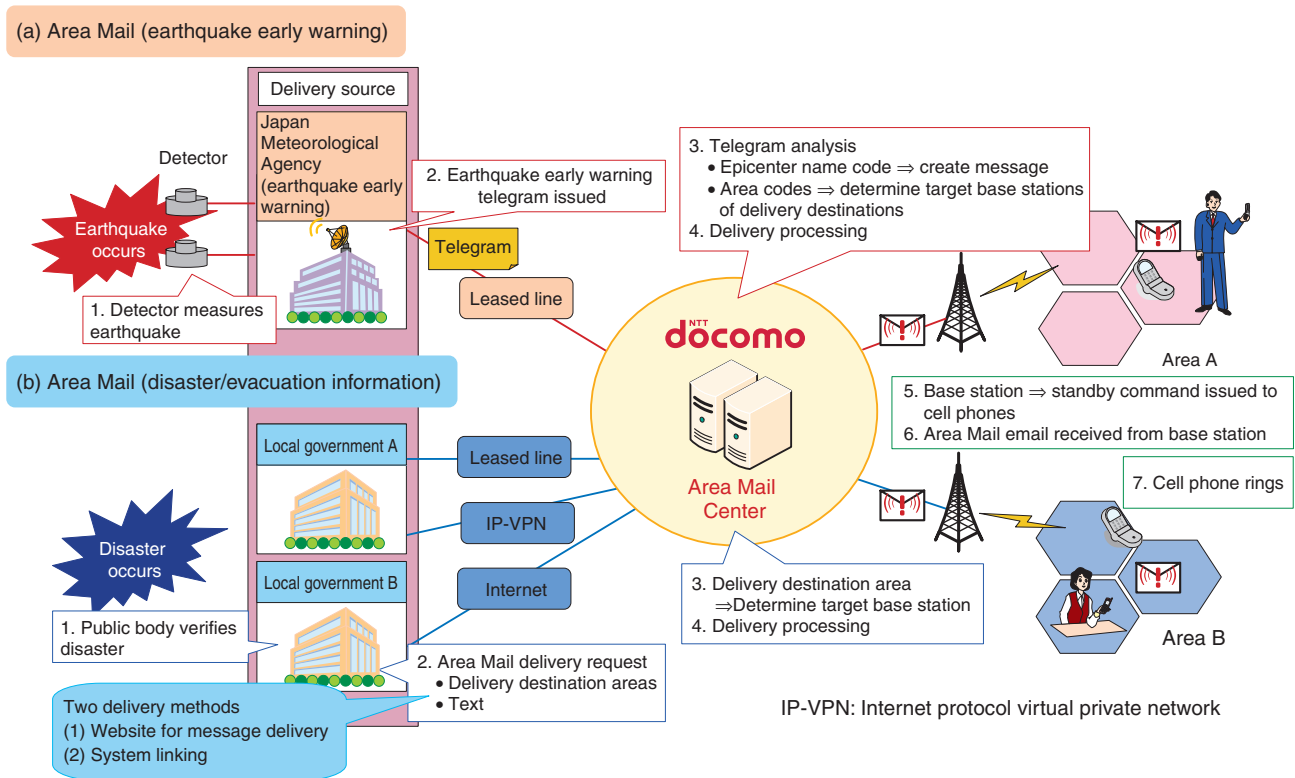 (a) Area Mail (earthquake early warning)
Delivery source
Japan
Meteorological
Agency
(earthquake early
warning)
Detector
Earthquake
occurs
1. Detector measures
earthquake
2. Earthquake early warning
telegram issued
Telegram
Leased line
3. Telegram analysis
• Epicenter name code ⇒ create message
• Area codes ⇒ determine target base stations
of delivery destinations
4. Delivery processing
NTT
döcomo
Area Mail
Center
Area A
5. Base station ⇒ standby command issued to
cell phones
6. Area Mail email received from base station
7. Cell phone rings
(b) Area Mail (disaster/evacuation information)
Local government A
Leased line
IP-VPN
Internet
Disaster
occurs
Local government B
1. Public body verifies
disaster
2. Area Mail delivery request
• Delivery destination areas
• Text
Two delivery methods
(1) Website for message delivery
(2) System linking
3. Delivery destination area
⇒Determine target base station
4. Delivery processing
Area B
IP-VPN: Internet protocol virtual private network